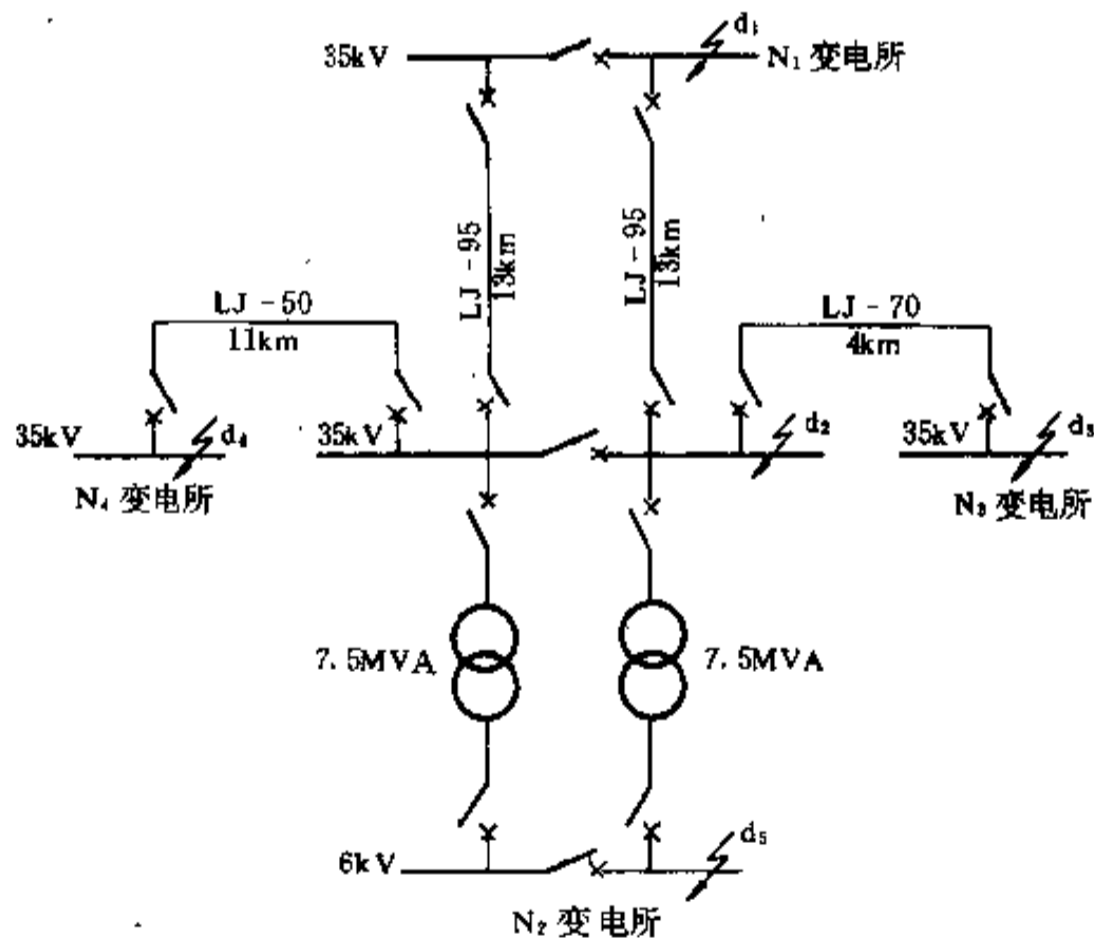 d₁
35kV
N₁ 变电所
LJ-95
13km
LJ-95
13km
LJ-50
11km
LJ-70
4km
35kV
d₄
35kV
d₂
35kV
d₃
N₄ 变电所
N₃ 变电所
7.5MVA
7.5MVA
d₅
6kV
N₂ 变电所